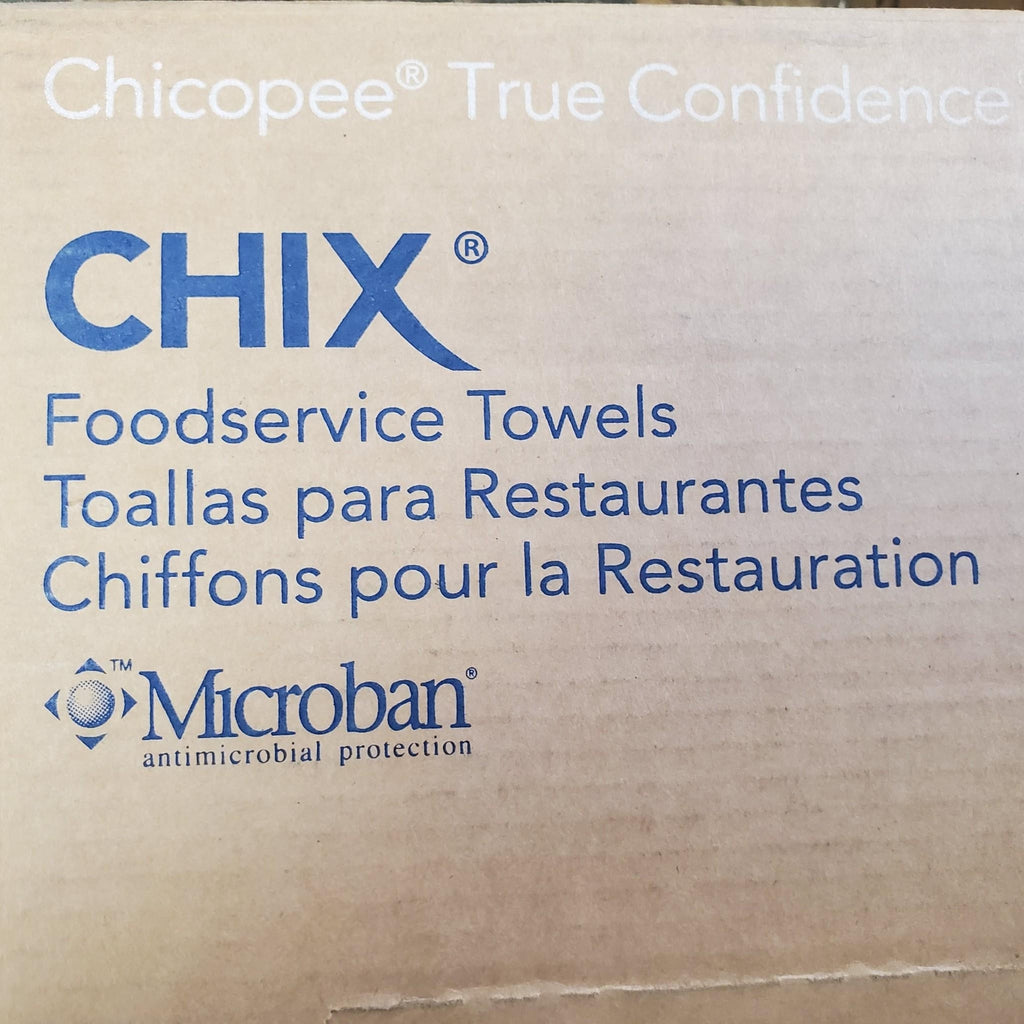 Chicopee® True Confidence
CHIX®
Foodservice Towels
Toallas para Restaurantes
Chiffons pour la Restauration
™ Microban®
antimicrobial protection